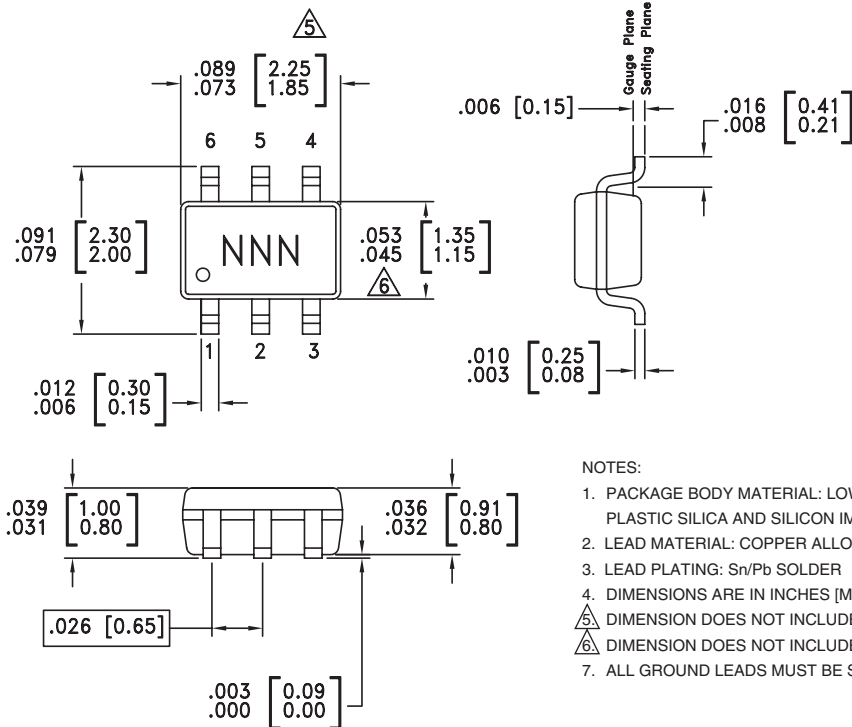 5
.089 [2.25]
.073 [1.85]
6 5 4
.091 [2.30]
.079 [2.00]
NNN
.053 [1.35]
.045 [1.15]
6
1 2 3
.012 [0.30]
.006 [0.15]
Gauge Plane
Seating Plane
.006 [0.15]
.016 [0.41]
.008 [0.21]
.010 [0.25]
.003 [0.08]
.039 [1.00]
.031 [0.80]
.036 [0.91]
.032 [0.80]
.026 [0.65]
.003 [0.09]
.000 [0.00]
NOTES:
1. PACKAGE BODY MATERIAL:
PLASTIC SILICA AND SILICON
2. LEAD MATERIAL: COPPER
3. LEAD PLATING: Sn/Pb SOLDER
4. DIMENSIONS ARE IN INCHES
5. DIMENSION DOES NOT INCLUDE
6. DIMENSION DOES NOT INCLUDE
7. ALL GROUND LEADS MUST BE